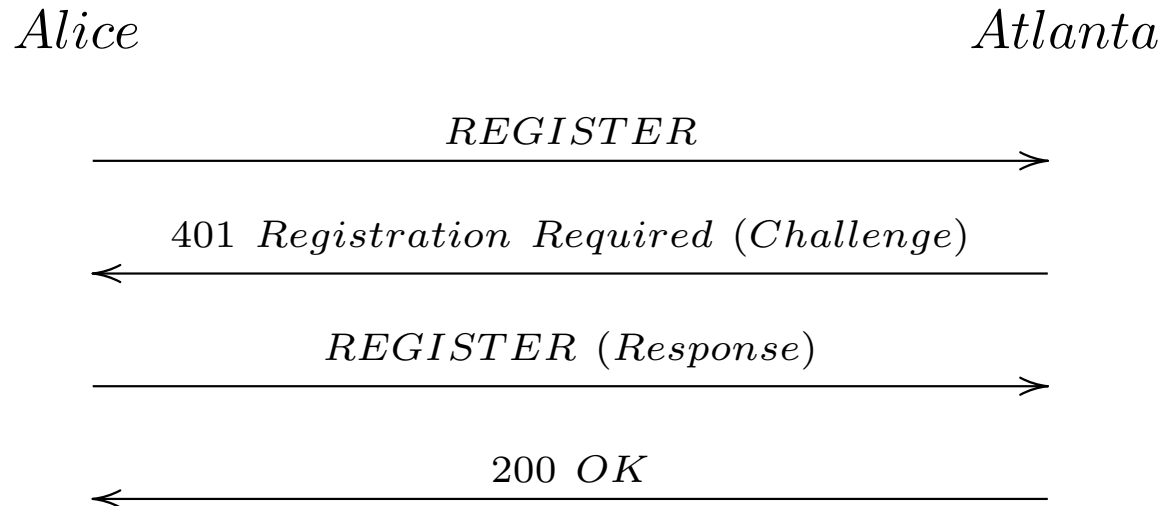 Alice Atlanta
REGISTER
401 Registration Required (Challenge)
REGISTER (Response)
200 OK